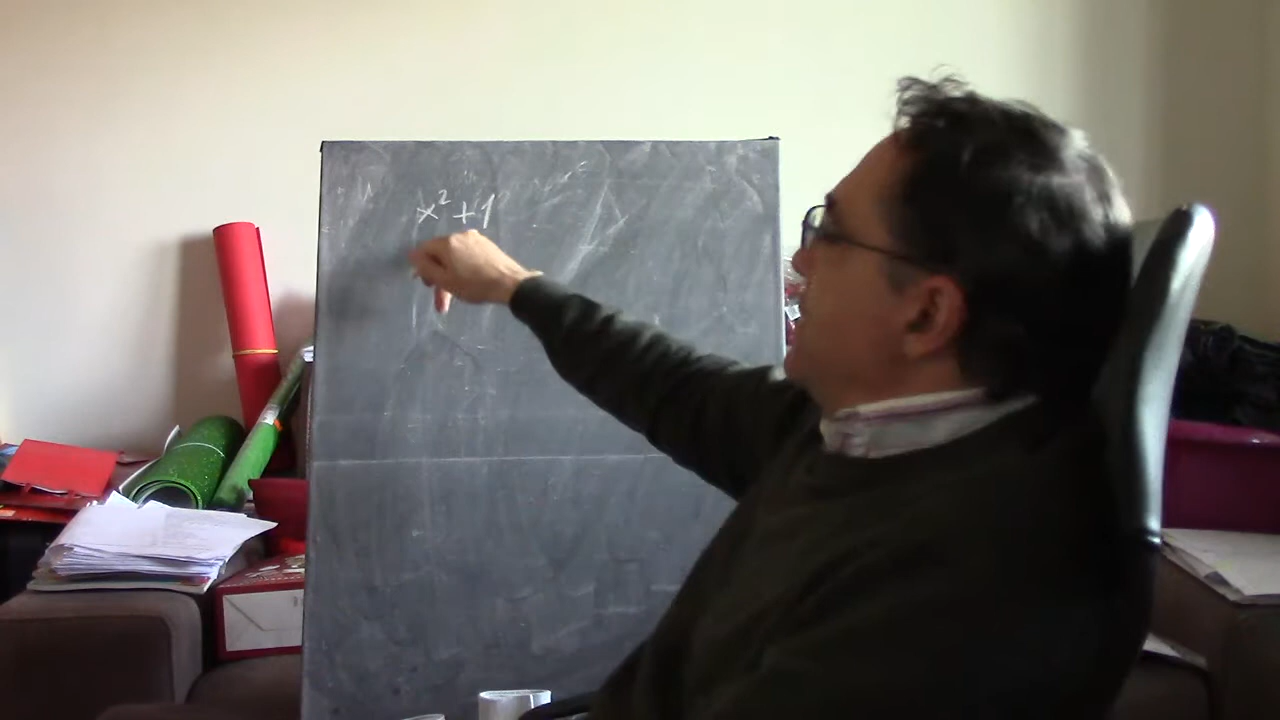 x² + 1